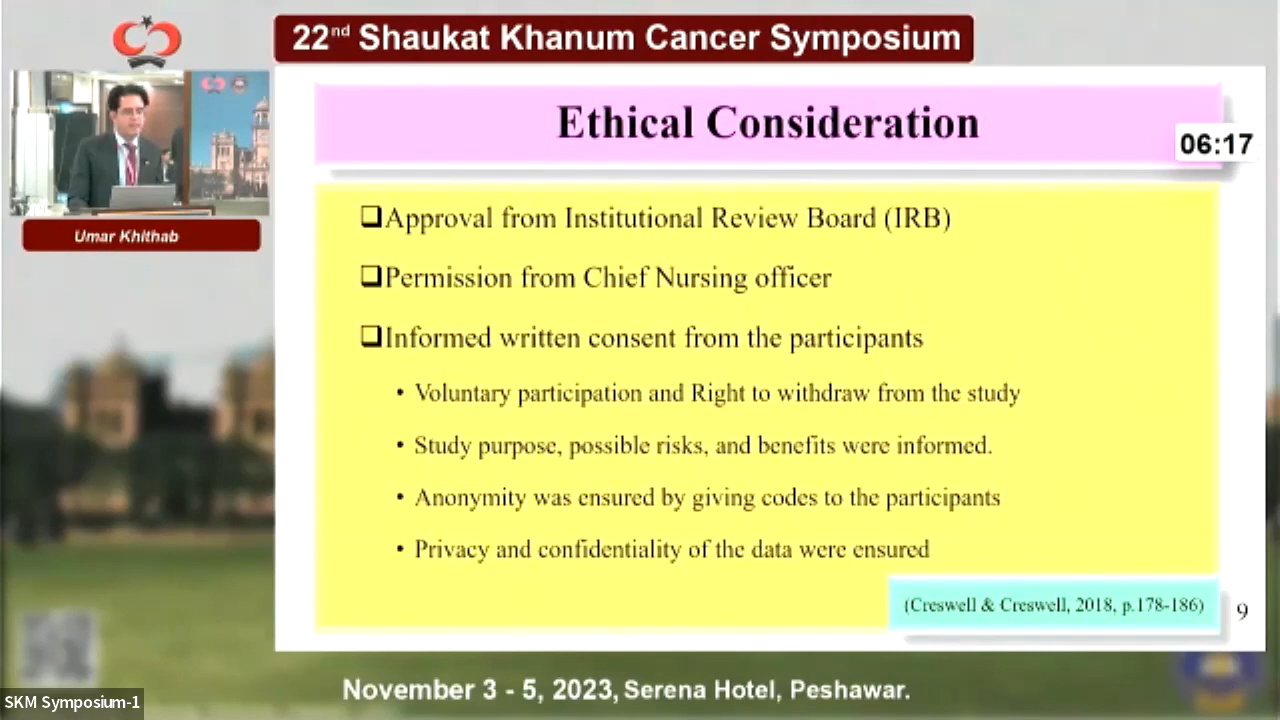 22nd Shaukat Khanum Cancer Symposium
Ethical Consideration
06:17
Umar Khithab
❑Approval from Institutional Review Board (IRB)
❑Permission from Chief Nursing officer
❑Informed written consent from the participants
• Voluntary participation and Right to withdraw from the study
• Study purpose, possible risks, and benefits were informed.
• Anonymity was ensured by giving codes to the participants
• Privacy and confidentiality of the data were ensured
(Creswell & Creswell, 2018, p.178-186)
9
November 3 - 5, 2023, Serena Hotel, Peshawar.
SKM Symposium-1